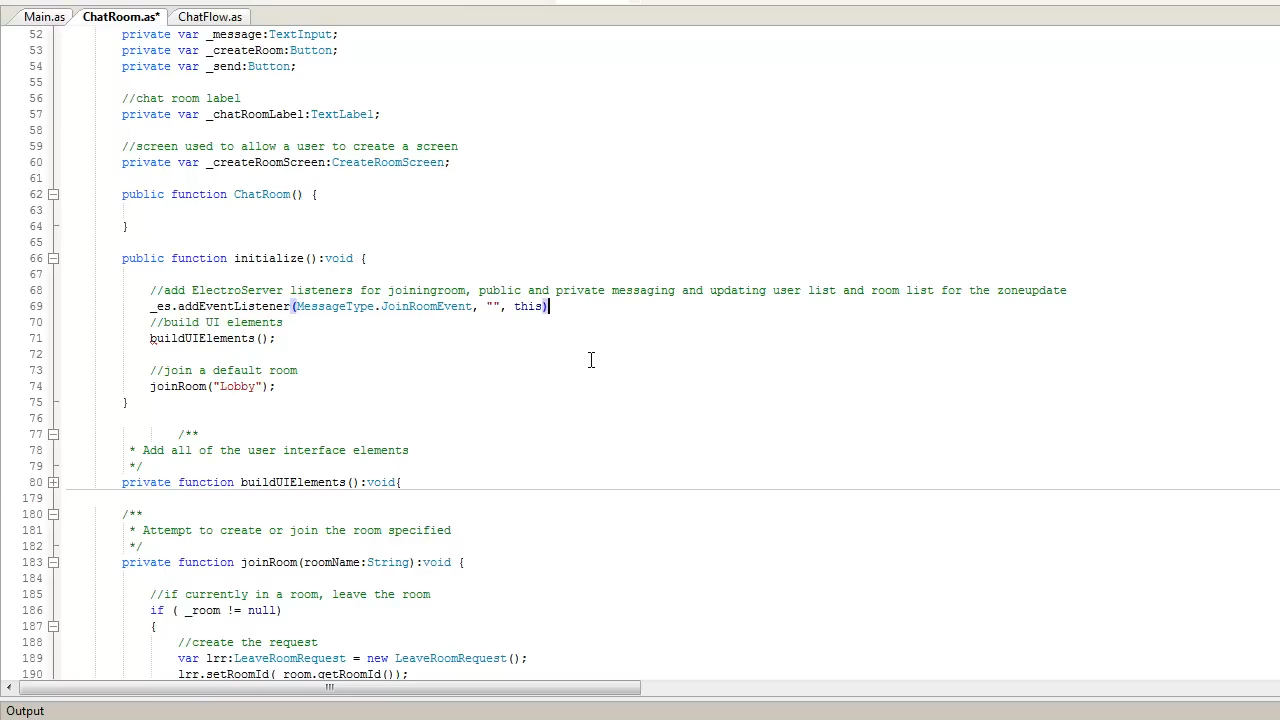 Main.as ChatRoom.as* ChatFlow.as
52 private var _message:TextInput;
53 private var _createRoom:Button;
54 private var _send:Button;
55
56 //chat room label
57 private var _chatRoomLabel:TextLabel;
58
59 //screen used to allow a user to create a screen
60 private var _createRoomScreen:CreateRoomScreen;
61
62 public function ChatRoom() {
63
64 }
65
66 public function initialize():void {
67
68 //add ElectroServer listeners for joiningroom, public and private messaging and updating user list and room list for the zoneupdate
69 _es.addEventListener(MessageType.JoinRoomEvent, "", this)
70 //build UI elements
71 buildUIElements();
72
73 //join a default room
74 joinRoom("Lobby");
75 }
76
77 /**
78 * Add all of the user interface elements
79 */
80 private function buildUIElements():void{
179
180 /**
181 * Attempt to create or join the room specified
182 */
183 private function joinRoom(roomName:String):void {
184
185 //if currently in a room, leave the room
186 if ( _room != null)
187 {
188 //create the request
189 var lrr:LeaveRoomRequest = new LeaveRoomRequest();
190 lrr.setRoomId( room.getRoomId());
Output